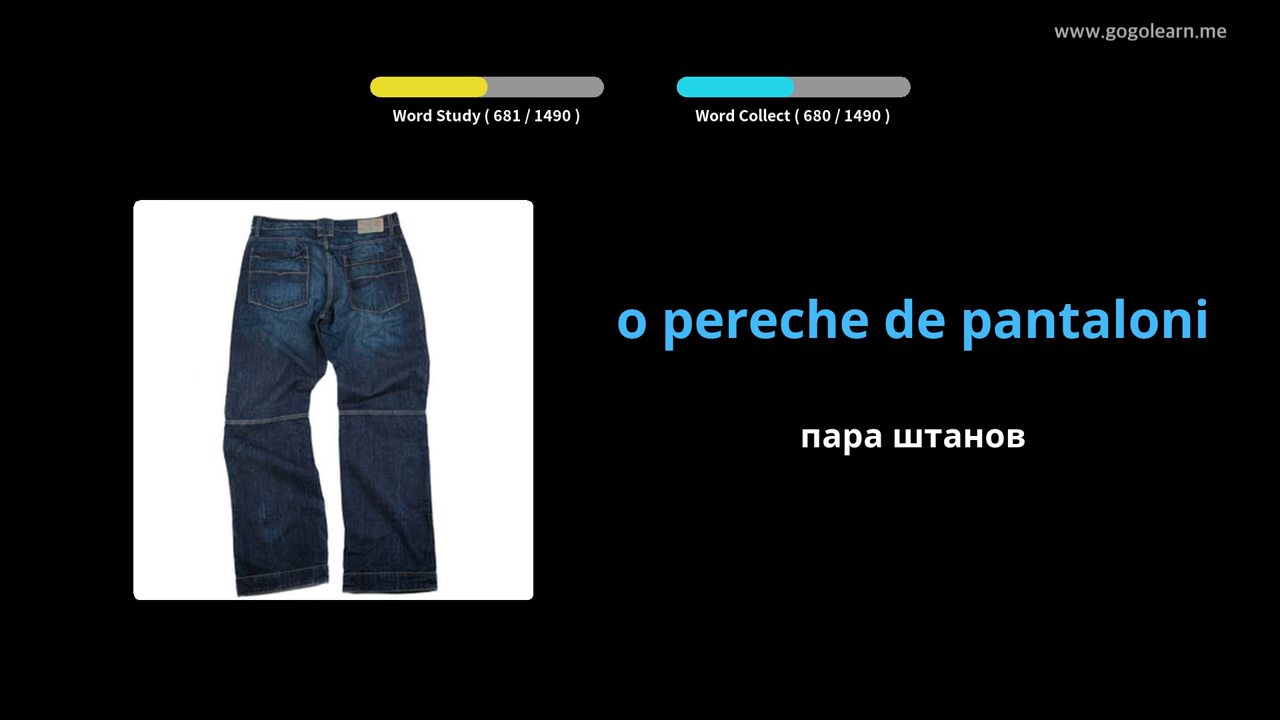 www.gogolearn.me
Word Study ( 681 / 1490 )
Word Collect ( 680 / 1490 )
o pereche de pantaloni
пара штанов